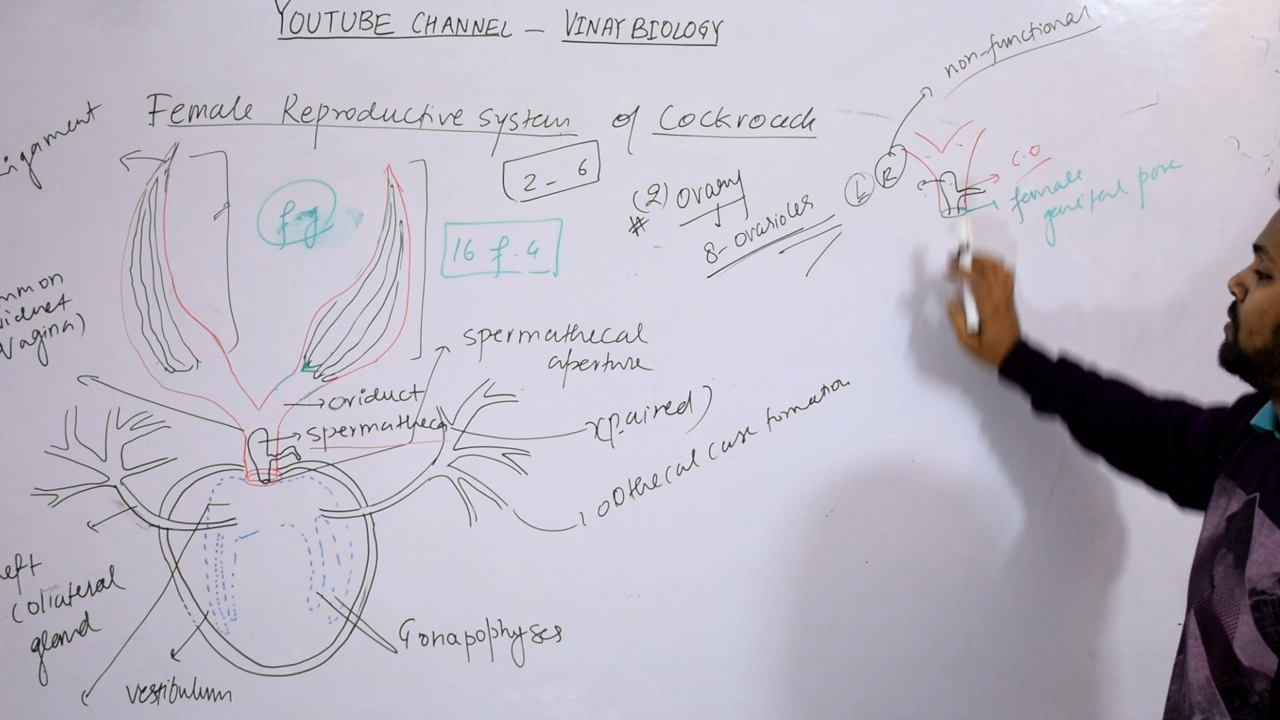 YOUTUBE CHANNEL – VINAY BIOLOGY
non-functional
Female Reproductive system of Cockroach
igament
2 - 6
(2) ovary
#
8-ovarioles
L
R
C.O
female
genital pore
fg
16 f.g
mmon
viduct
Vagina)
spermathecal
aperture
→ oviduct
→ spermatheca
(paired)
oothecal case formation
eft
collateral
gland
Gonapophyses
vestibulum